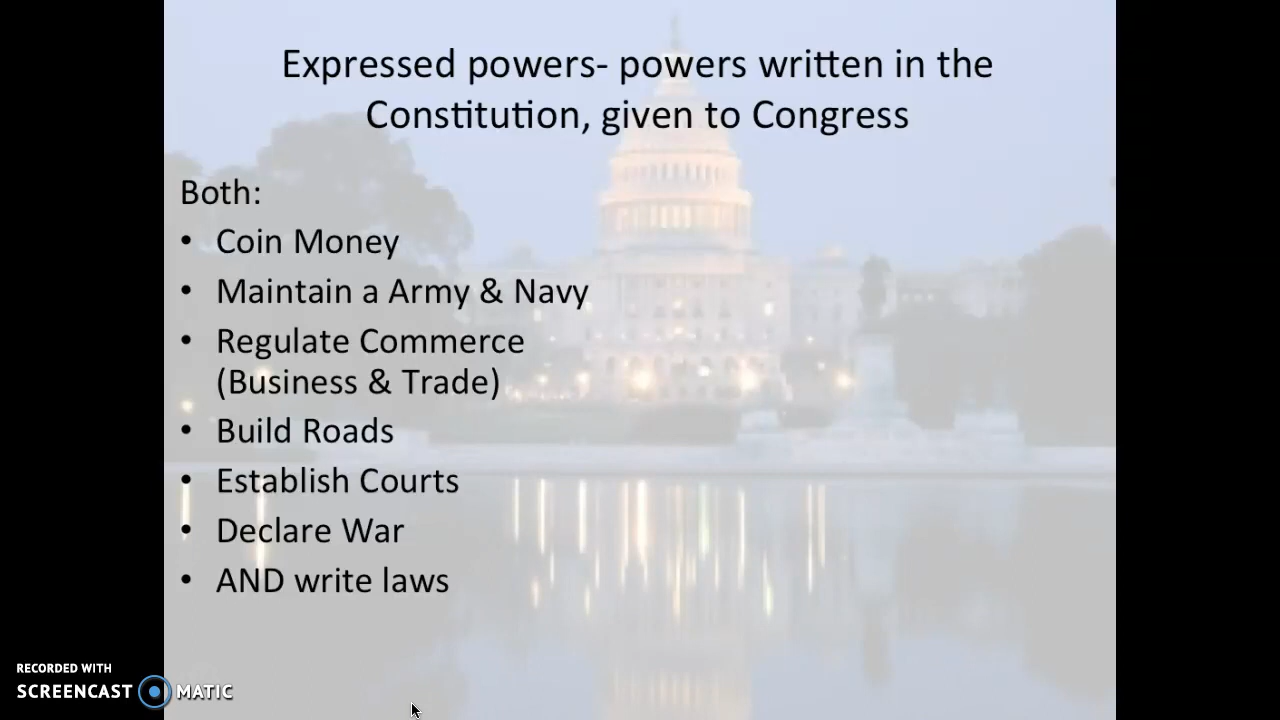 Expressed powers- powers written in the
Constitution, given to Congress
Both:
• Coin Money
• Maintain a Army & Navy
• Regulate Commerce
(Business & Trade)
• Build Roads
• Establish Courts
• Declare War
• AND write laws
RECORDED WITH
SCREENCAST MATIC